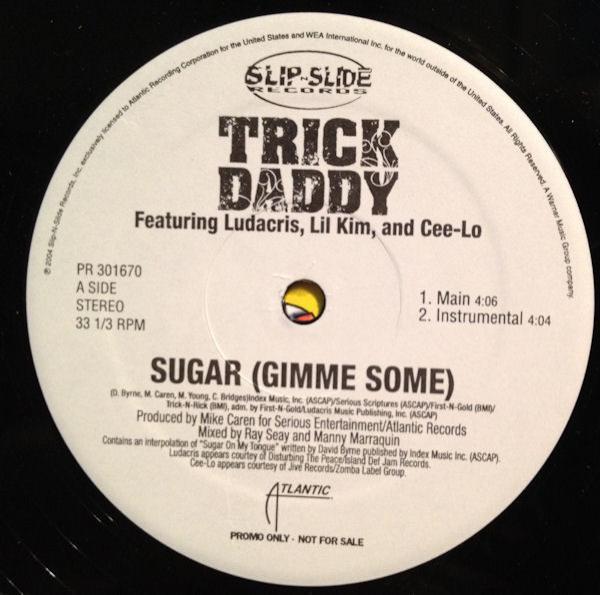 ℗ 2004 Slip-N-Slide Records, Inc. exclusively licensed to Atlantic Recording Corporation for the United States and WEA International Inc. for the world outside of the United States. All Rights Reserved. A Warner Music Group company.
SLIP-N-SLIDE
RECORDS
TRICK
DADDY
Featuring Ludacris, Lil Kim, and Cee-Lo
PR 301670
A SIDE
STEREO
33 1/3 RPM
1. Main 4:06
2. Instrumental 4:04
SUGAR (GIMME SOME)
(D. Byrne, M. Caren, M. Young, C. Bridges)Index Music, Inc. (ASCAP)/Serious Scriptures (ASCAP)/First-N-Gold (BMI)/
Trick-N-Rick (BMI), adm. by First-N-Gold/Ludacris Music Publishing, Inc. (ASCAP)
Produced by Mike Caren for Serious Entertainment/Atlantic Records
Mixed by Ray Seay and Manny Marraquin
Contains an interpolation of "Sugar On My Tongue" written by David Byrne published by Index Music Inc. (ASCAP).
Ludacris appears courtey of Disturbing The Peace/Island Def Jam Records.
Cee-Lo appears courtesy of Jive Records/Zomba Label Group.
ATLANTIC
PROMO ONLY - NOT FOR SALE